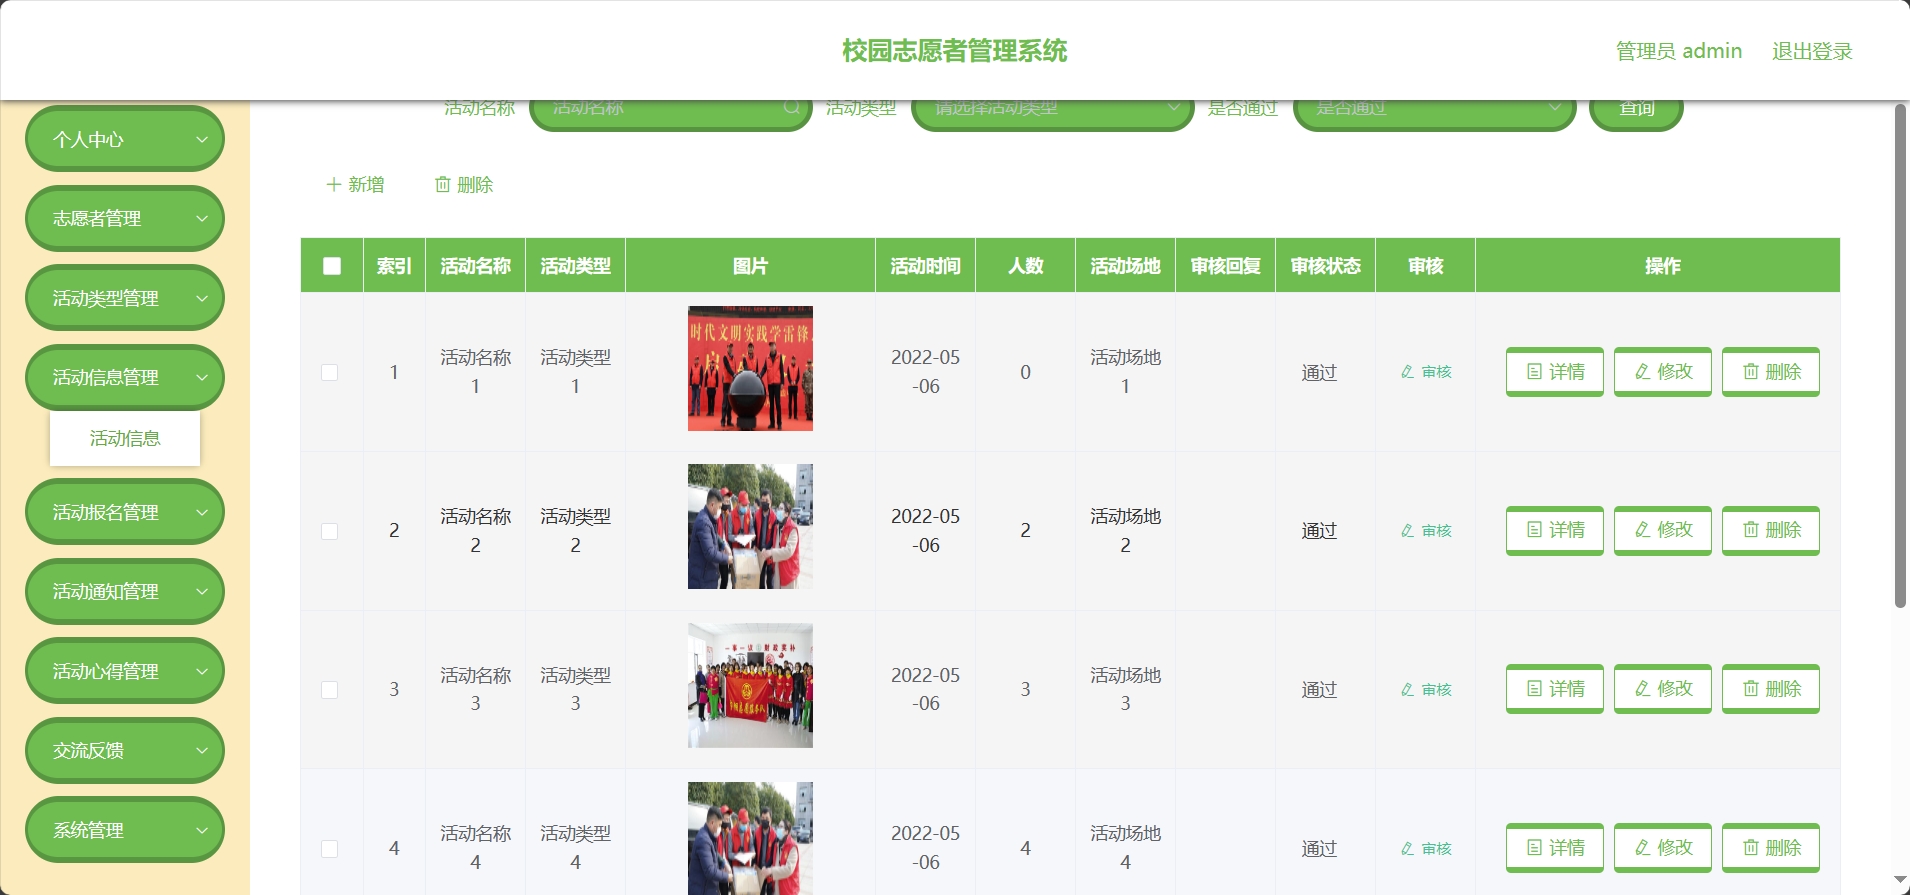 校园志愿者管理系统
管理员 admin
退出登录
活动名称 活动名称 活动类型 请选择活动类型 是否通过 是否通过 查询
新增 删除
个人中心
志愿者管理
活动类型管理
活动信息管理
活动信息
活动报名管理
活动通知管理
活动心得管理
交流反馈
系统管理
索引 活动名称 活动类型 图片 活动时间 人数 活动场地 审核回复 审核状态 审核 操作
时代文明实践学雷锋
1 活动名称1 活动类型1 2022-05-06 0 活动场地1 通过 审核 详情 修改 删除
2 活动名称2 活动类型2 2022-05-06 2 活动场地2 通过 审核 详情 修改 删除
一事一议 财政奖补
3 活动名称3 活动类型3 2022-05-06 3 活动场地3 通过 审核 详情 修改 删除
4 活动名称4 活动类型4 2022-05-06 4 活动场地4 通过 审核 详情 修改 删除